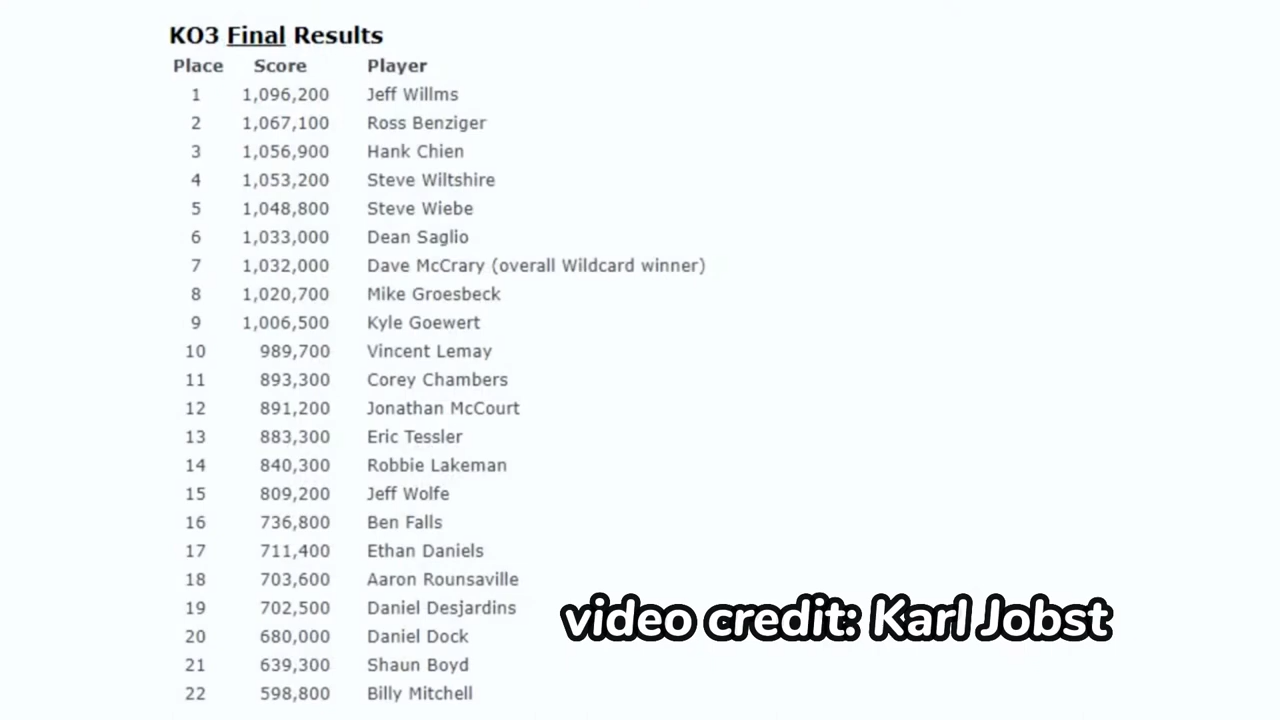 KO3 Final Results
Place Score Player
1 1,096,200 Jeff Willms
2 1,067,100 Ross Benziger
3 1,056,900 Hank Chien
4 1,053,200 Steve Wiltshire
5 1,048,800 Steve Wiebe
6 1,033,000 Dean Saglio
7 1,032,000 Dave McCrary (overall Wildcard winner)
8 1,020,700 Mike Groesbeck
9 1,006,500 Kyle Goewert
10 989,700 Vincent Lemay
11 893,300 Corey Chambers
12 891,200 Jonathan McCourt
13 883,300 Eric Tessler
14 840,300 Robbie Lakeman
15 809,200 Jeff Wolfe
16 736,800 Ben Falls
17 711,400 Ethan Daniels
18 703,600 Aaron Rounsaville
19 702,500 Daniel Desjardins
video credit: Karl Jobst
20 680,000 Daniel Dock
21 639,300 Shaun Boyd
22 598,800 Billy Mitchell